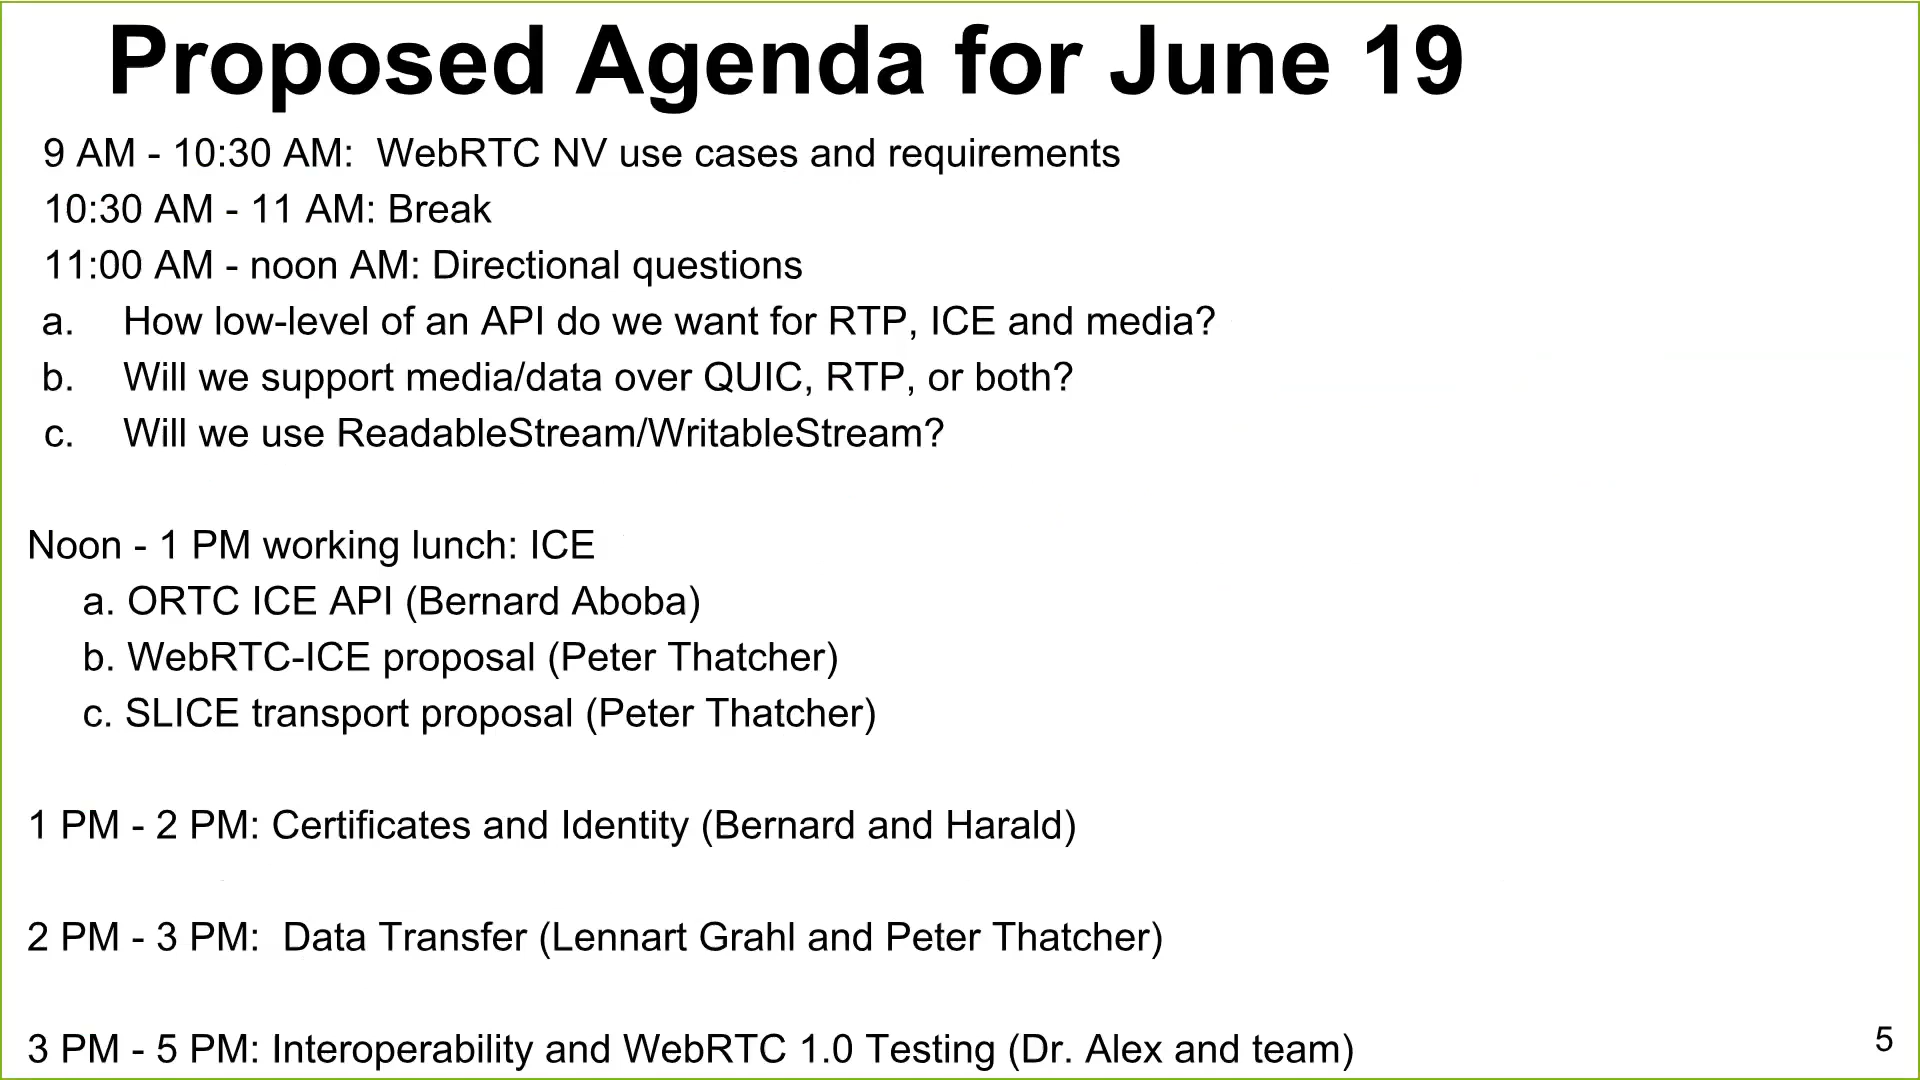 Proposed Agenda for June 19
9 AM - 10:30 AM:  WebRTC NV use cases and requirements
10:30 AM - 11 AM: Break
11:00 AM - noon AM: Directional questions
a. How low-level of an API do we want for RTP, ICE and media?
b. Will we support media/data over QUIC, RTP, or both?
c. Will we use ReadableStream/WritableStream?
Noon - 1 PM working lunch: ICE
a. ORTC ICE API (Bernard Aboba)
b. WebRTC-ICE proposal (Peter Thatcher)
c. SLICE transport proposal (Peter Thatcher)
1 PM - 2 PM: Certificates and Identity (Bernard and Harald)
2 PM - 3 PM:  Data Transfer (Lennart Grahl and Peter Thatcher)
3 PM - 5 PM: Interoperability and WebRTC 1.0 Testing (Dr. Alex and team)
5